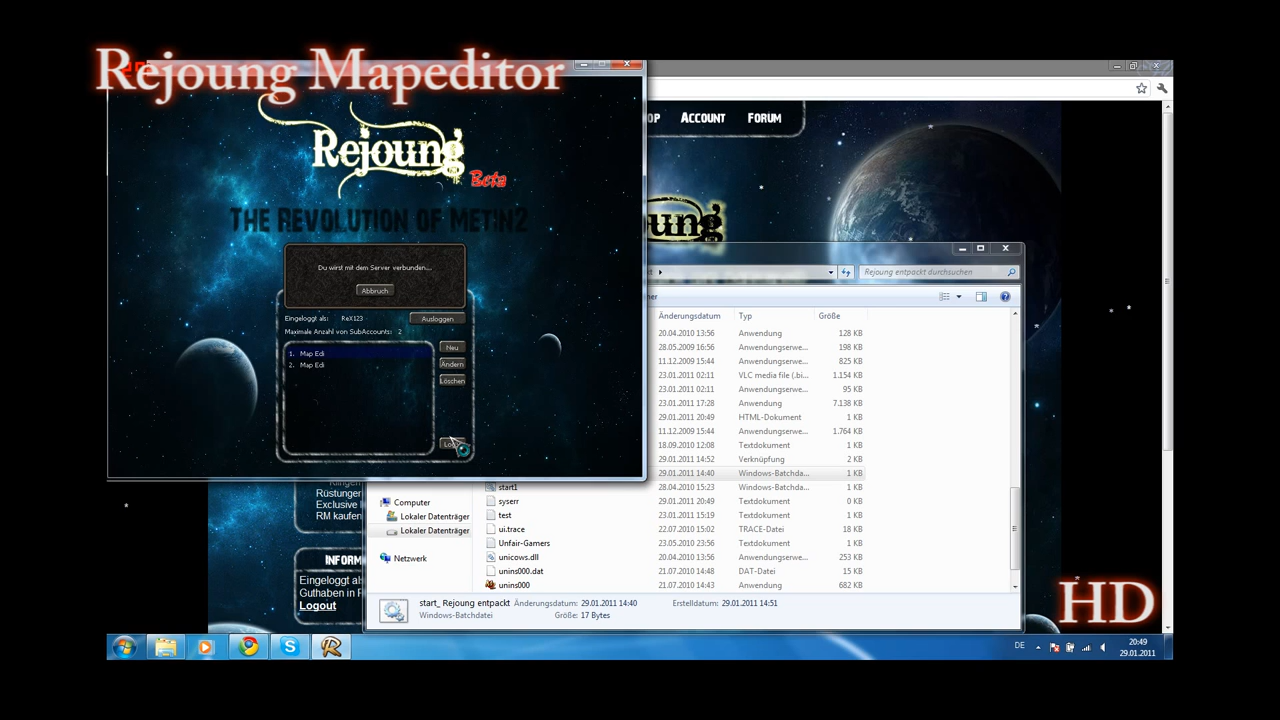 Rejoung Mapeditor
Rejoung
Beta
THE REVOLUTION OF METIN2
Du wirst mit dem Server verbunden...
Abbruch
Eingeloggt als: ReX123
Ausloggen
Maximale Anzahl von SubAccounts: 2
1. Map Edi
2. Map Edi
Neu
Ändern
Löschen
OP ACCOUNT FORUM
ung
Rejoung entpackt durchsuchen
Änderungsdatum Typ Größe
20.04.2010 13:56 Anwendung 128 KB
28.05.2009 16:56 Anwendungserwe... 198 KB
11.12.2009 15:44 Anwendungserwe... 825 KB
23.01.2011 02:11 VLC media file (.bi... 1.154 KB
23.01.2011 02:11 Anwendungserwe... 95 KB
23.01.2011 17:28 Anwendung 7.138 KB
29.01.2011 20:49 HTML-Dokument 1 KB
11.12.2009 15:44 Anwendungserwe... 1.764 KB
18.09.2010 12:08 Textdokument 1 KB
29.01.2011 14:52 Verknüpfung 2 KB
29.01.2011 14:40 Windows-Batchda... 1 KB
start1 28.04.2010 15:23 Windows-Batchda... 1 KB
syserr 29.01.2011 20:49 Textdokument 0 KB
test 23.01.2011 15:19 Textdokument 1 KB
ui.trace 22.07.2010 15:02 TRACE-Datei 18 KB
Unfair-Gamers 23.05.2010 23:56 Textdokument 1 KB
unicows.dll 20.04.2010 13:56 Anwendungserwe... 253 KB
unins000.dat 21.07.2010 14:48 DAT-Datei 15 KB
unins000 21.07.2010 14:43 Anwendung 682 KB
Computer
Lokaler Datenträger
Lokaler Datenträger
Netzwerk
start_ Rejoung entpackt Änderungsdatum: 29.01.2011 14:40 Erstelldatum: 29.01.2011 14:51
Windows-Batchdatei Größe: 17 Bytes
Klingen
Rüstungen
Exclusive
RM kaufen
INFORM
Eingeloggt als
Guthaben in
Logout
HD
DE
20:49
29.01.2011